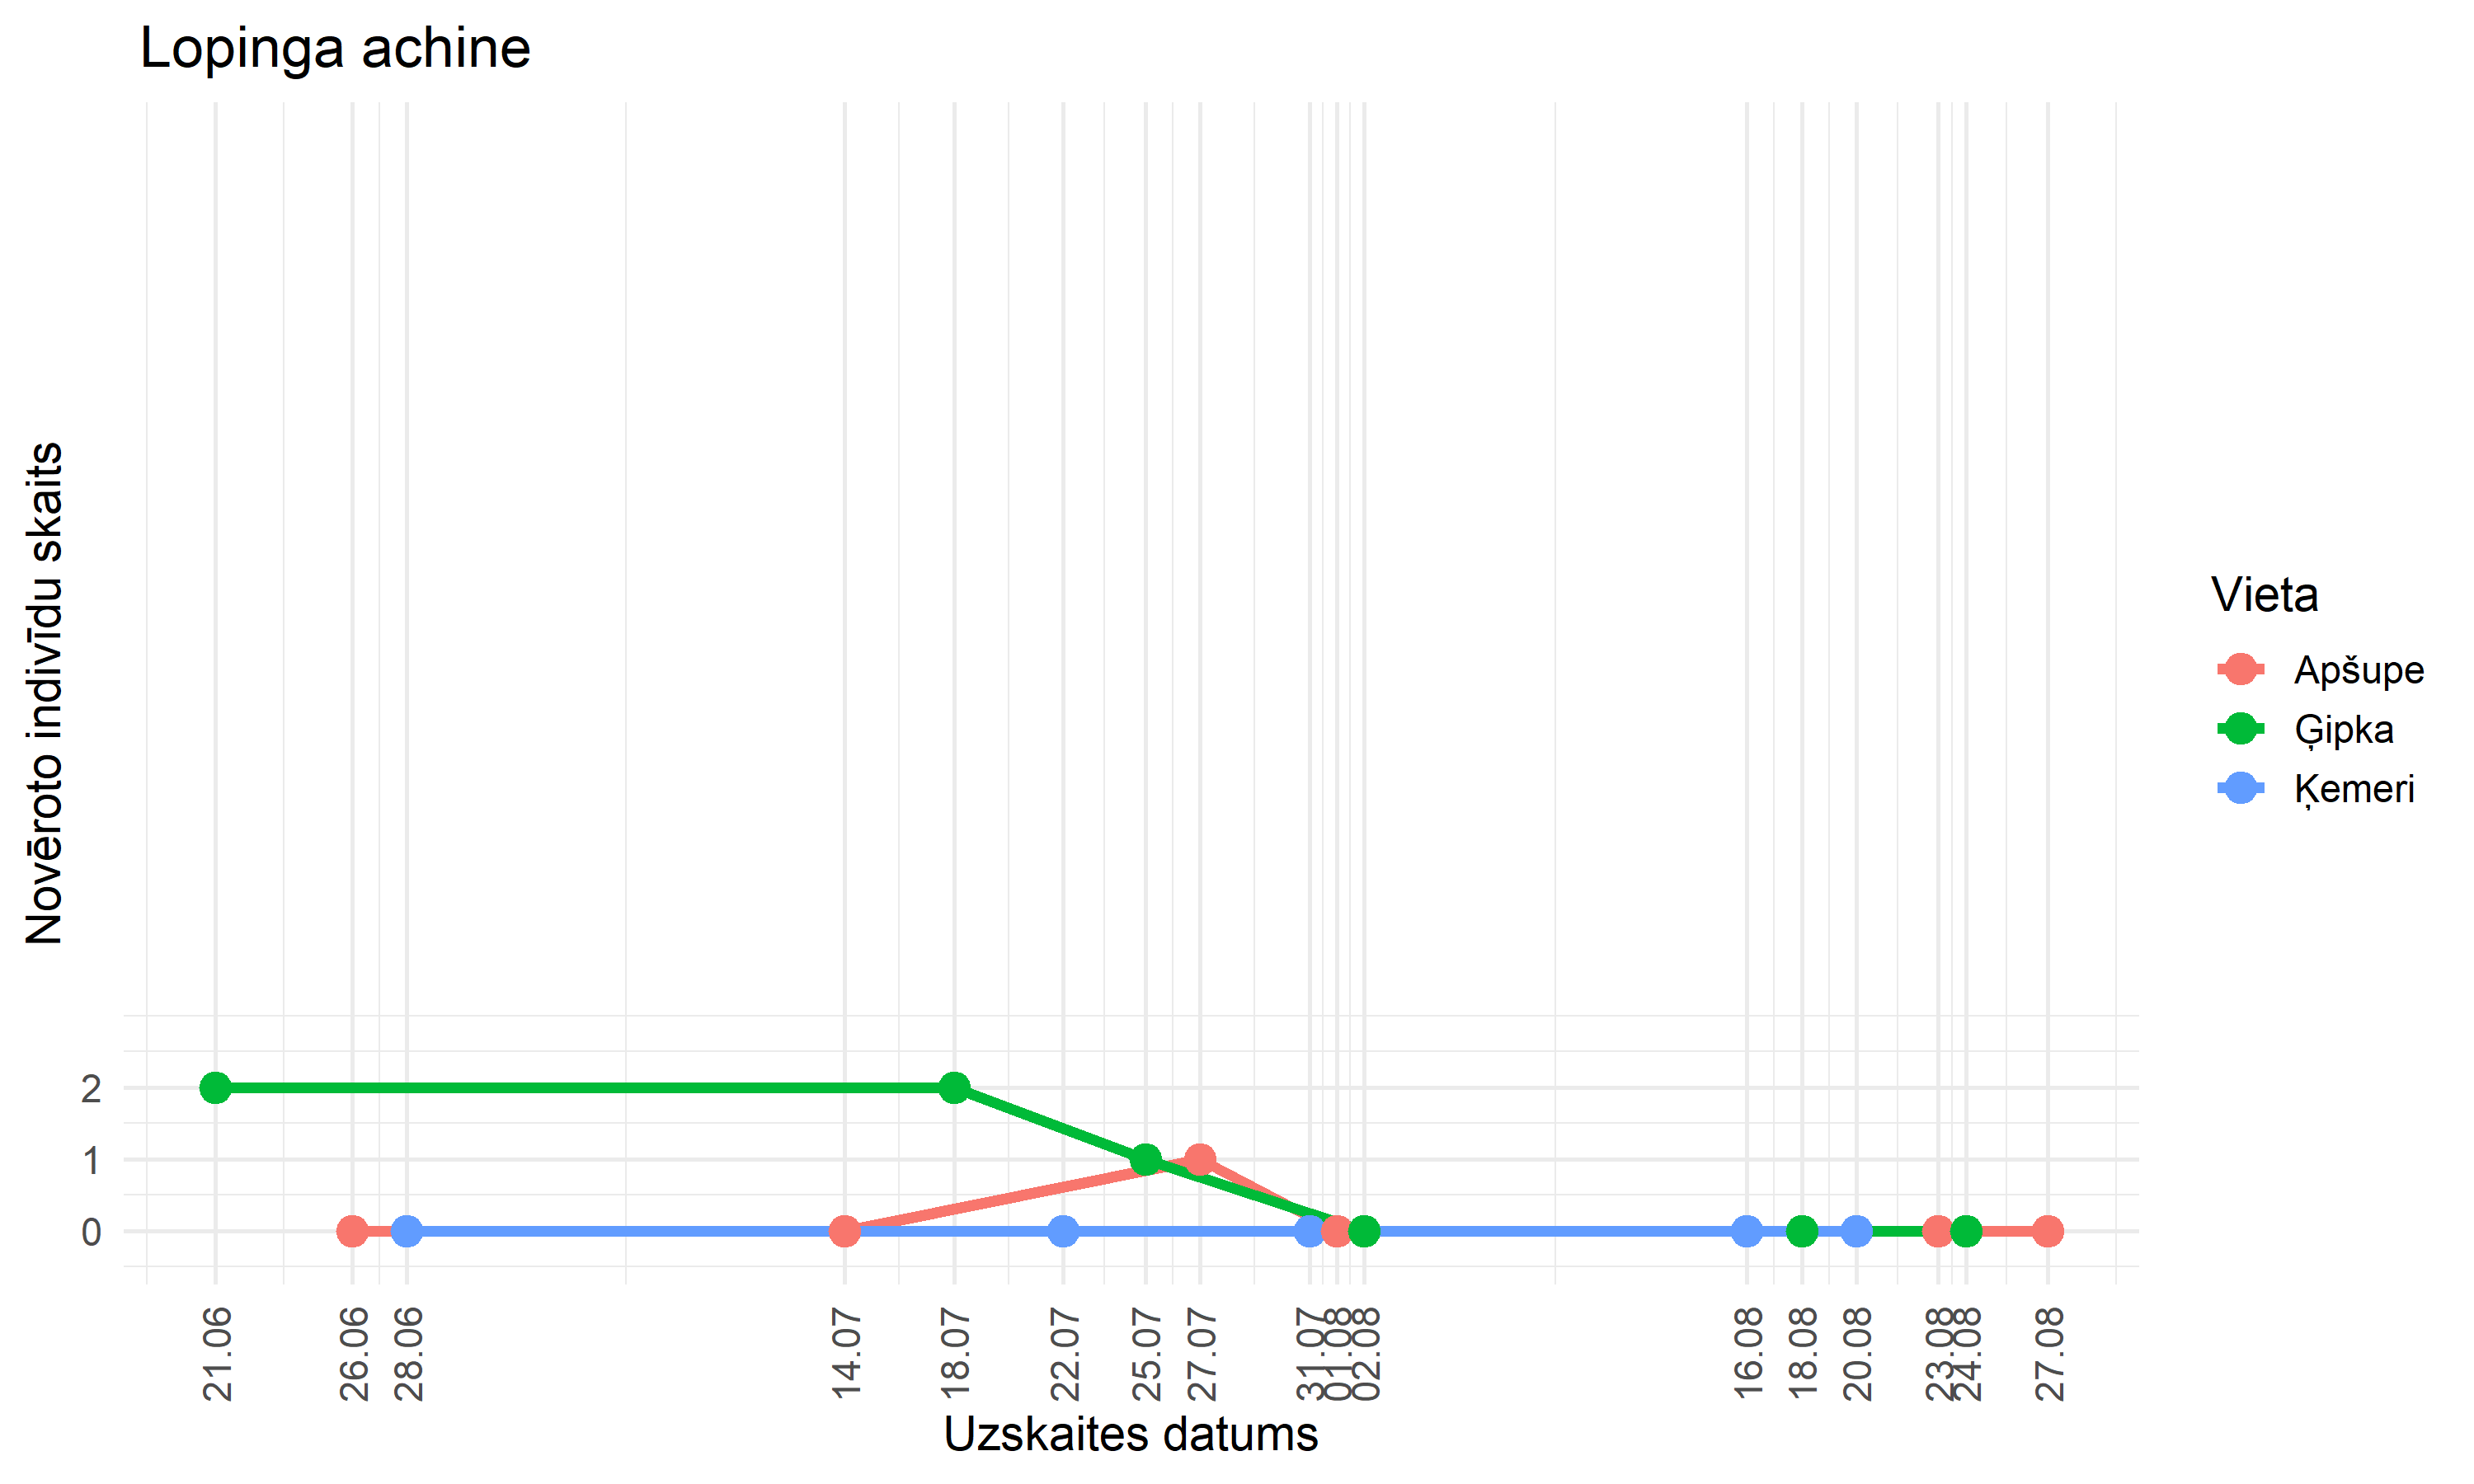 Lopinga achine
Novēroto indivīdu skaits
2
1
0
21.06
26.06
28.06
14.07
18.07
22.07
25.07
27.07
31.07
01.08
02.08
16.08
18.08
20.08
23.08
24.08
27.08
Uzskaites datums
Vieta
Apšupe
Ģipka
Ķemeri